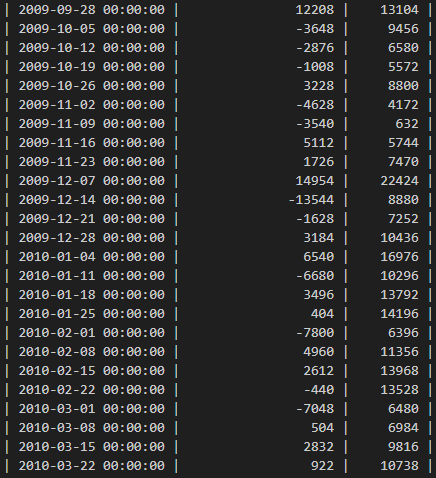 | 2009-09-28 00:00:00 | 12208 | 13104 |
| 2009-10-05 00:00:00 | -3648 | 9456 |
| 2009-10-12 00:00:00 | -2876 | 6580 |
| 2009-10-19 00:00:00 | -1008 | 5572 |
| 2009-10-26 00:00:00 | 3228 | 8800 |
| 2009-11-02 00:00:00 | -4628 | 4172 |
| 2009-11-09 00:00:00 | -3540 | 632 |
| 2009-11-16 00:00:00 | 5112 | 5744 |
| 2009-11-23 00:00:00 | 1726 | 7470 |
| 2009-12-07 00:00:00 | 14954 | 22424 |
| 2009-12-14 00:00:00 | -13544 | 8880 |
| 2009-12-21 00:00:00 | -1628 | 7252 |
| 2009-12-28 00:00:00 | 3184 | 10436 |
| 2010-01-04 00:00:00 | 6540 | 16976 |
| 2010-01-11 00:00:00 | -6680 | 10296 |
| 2010-01-18 00:00:00 | 3496 | 13792 |
| 2010-01-25 00:00:00 | 404 | 14196 |
| 2010-02-01 00:00:00 | -7800 | 6396 |
| 2010-02-08 00:00:00 | 4960 | 11356 |
| 2010-02-15 00:00:00 | 2612 | 13968 |
| 2010-02-22 00:00:00 | -440 | 13528 |
| 2010-03-01 00:00:00 | -7048 | 6480 |
| 2010-03-08 00:00:00 | 504 | 6984 |
| 2010-03-15 00:00:00 | 2832 | 9816 |
| 2010-03-22 00:00:00 | 922 | 10738 |